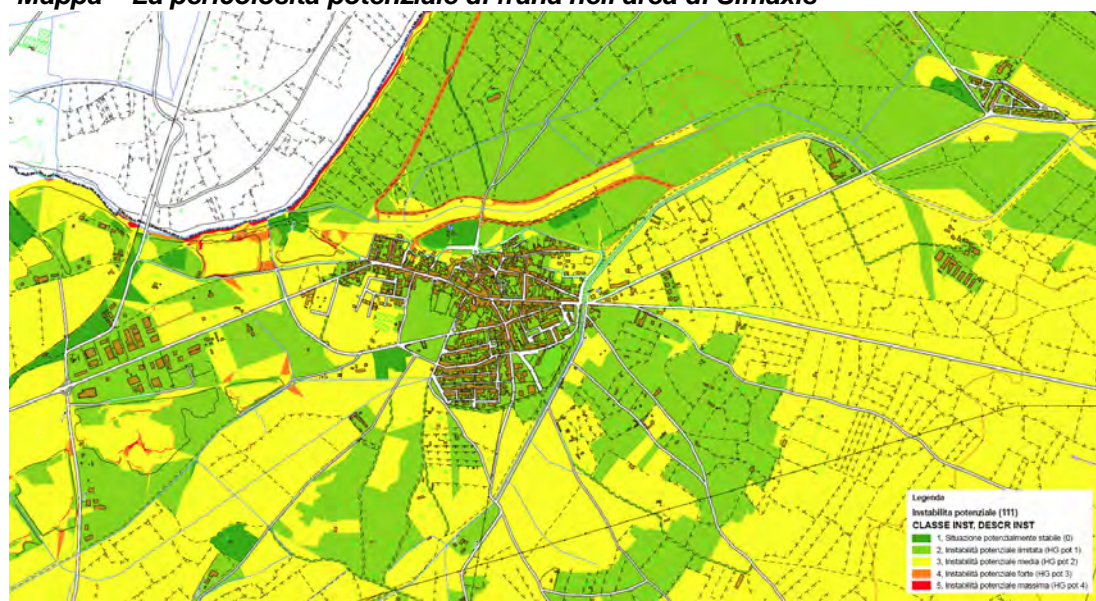 Mappa – La pericolosità potenziale di frana nell'area di Simaxis
Legenda
Instabilita potenziale (111)
CLASSE INST, DESCR INST
1, Situazione potenzialmente stabile (0)
2, Instabilità potenziale limitata (HG pot 1)
3, Instabilità potenziale media (HG pot 2)
4, Instabilità potenziale forte (HG pot 3)
5, Instabilità potenziale massima (HG pot 4)